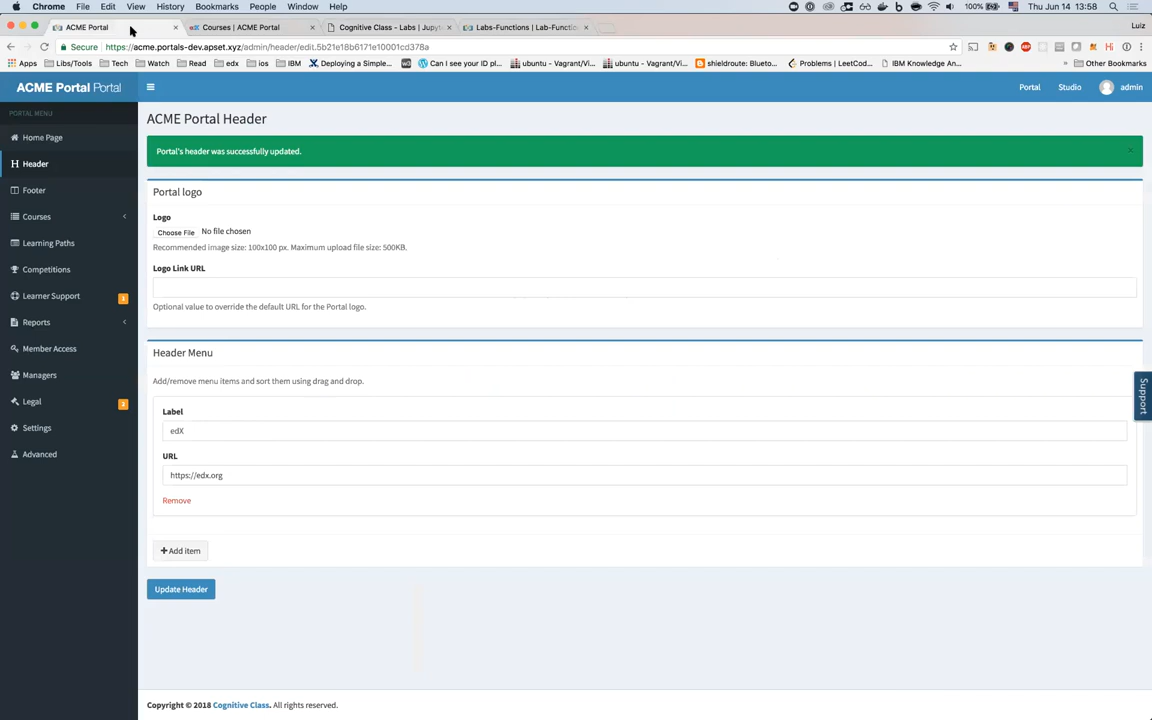 Chrome File Edit View History Bookmarks People Window Help 100% Thu Jun 14 13:58
ACME Portal Courses | ACME Portal Cognitive Class - Labs | Jupyt Labs-Functions | Lab-Functio Luiz
Secure https://acme.portals-dev.apset.xyz/admin/header/edit.5b21e18b6171e10001cd378a
Apps Libs/Tools Tech Watch Read edx ios IBM Deploying a Simple... Can I see your ID pl... ubuntu - Vagrant/Vi... ubuntu - Vagrant/Vi... shieldroute: Blueto... Problems | LeetCod... IBM Knowledge An... » Other Bookmarks
ACME Portal Portal Portal Studio admin
PORTAL MENU
Home Page
Header
Footer
Courses
Learning Paths
Competitions
Learner Support
Reports
Member Access
Managers
Legal
Settings
Advanced
ACME Portal Header
Portal's header was successfully updated. ×
Portal logo
Logo
Choose File No file chosen
Recommended image size: 100x100 px. Maximum upload file size: 500KB.
Logo Link URL
Optional value to override the default URL for the Portal logo.
Header Menu
Add/remove menu items and sort them using drag and drop.
Label
edX
URL
https://edx.org
Remove
+ Add item
Update Header
Support
Copyright © 2018 Cognitive Class. All rights reserved.